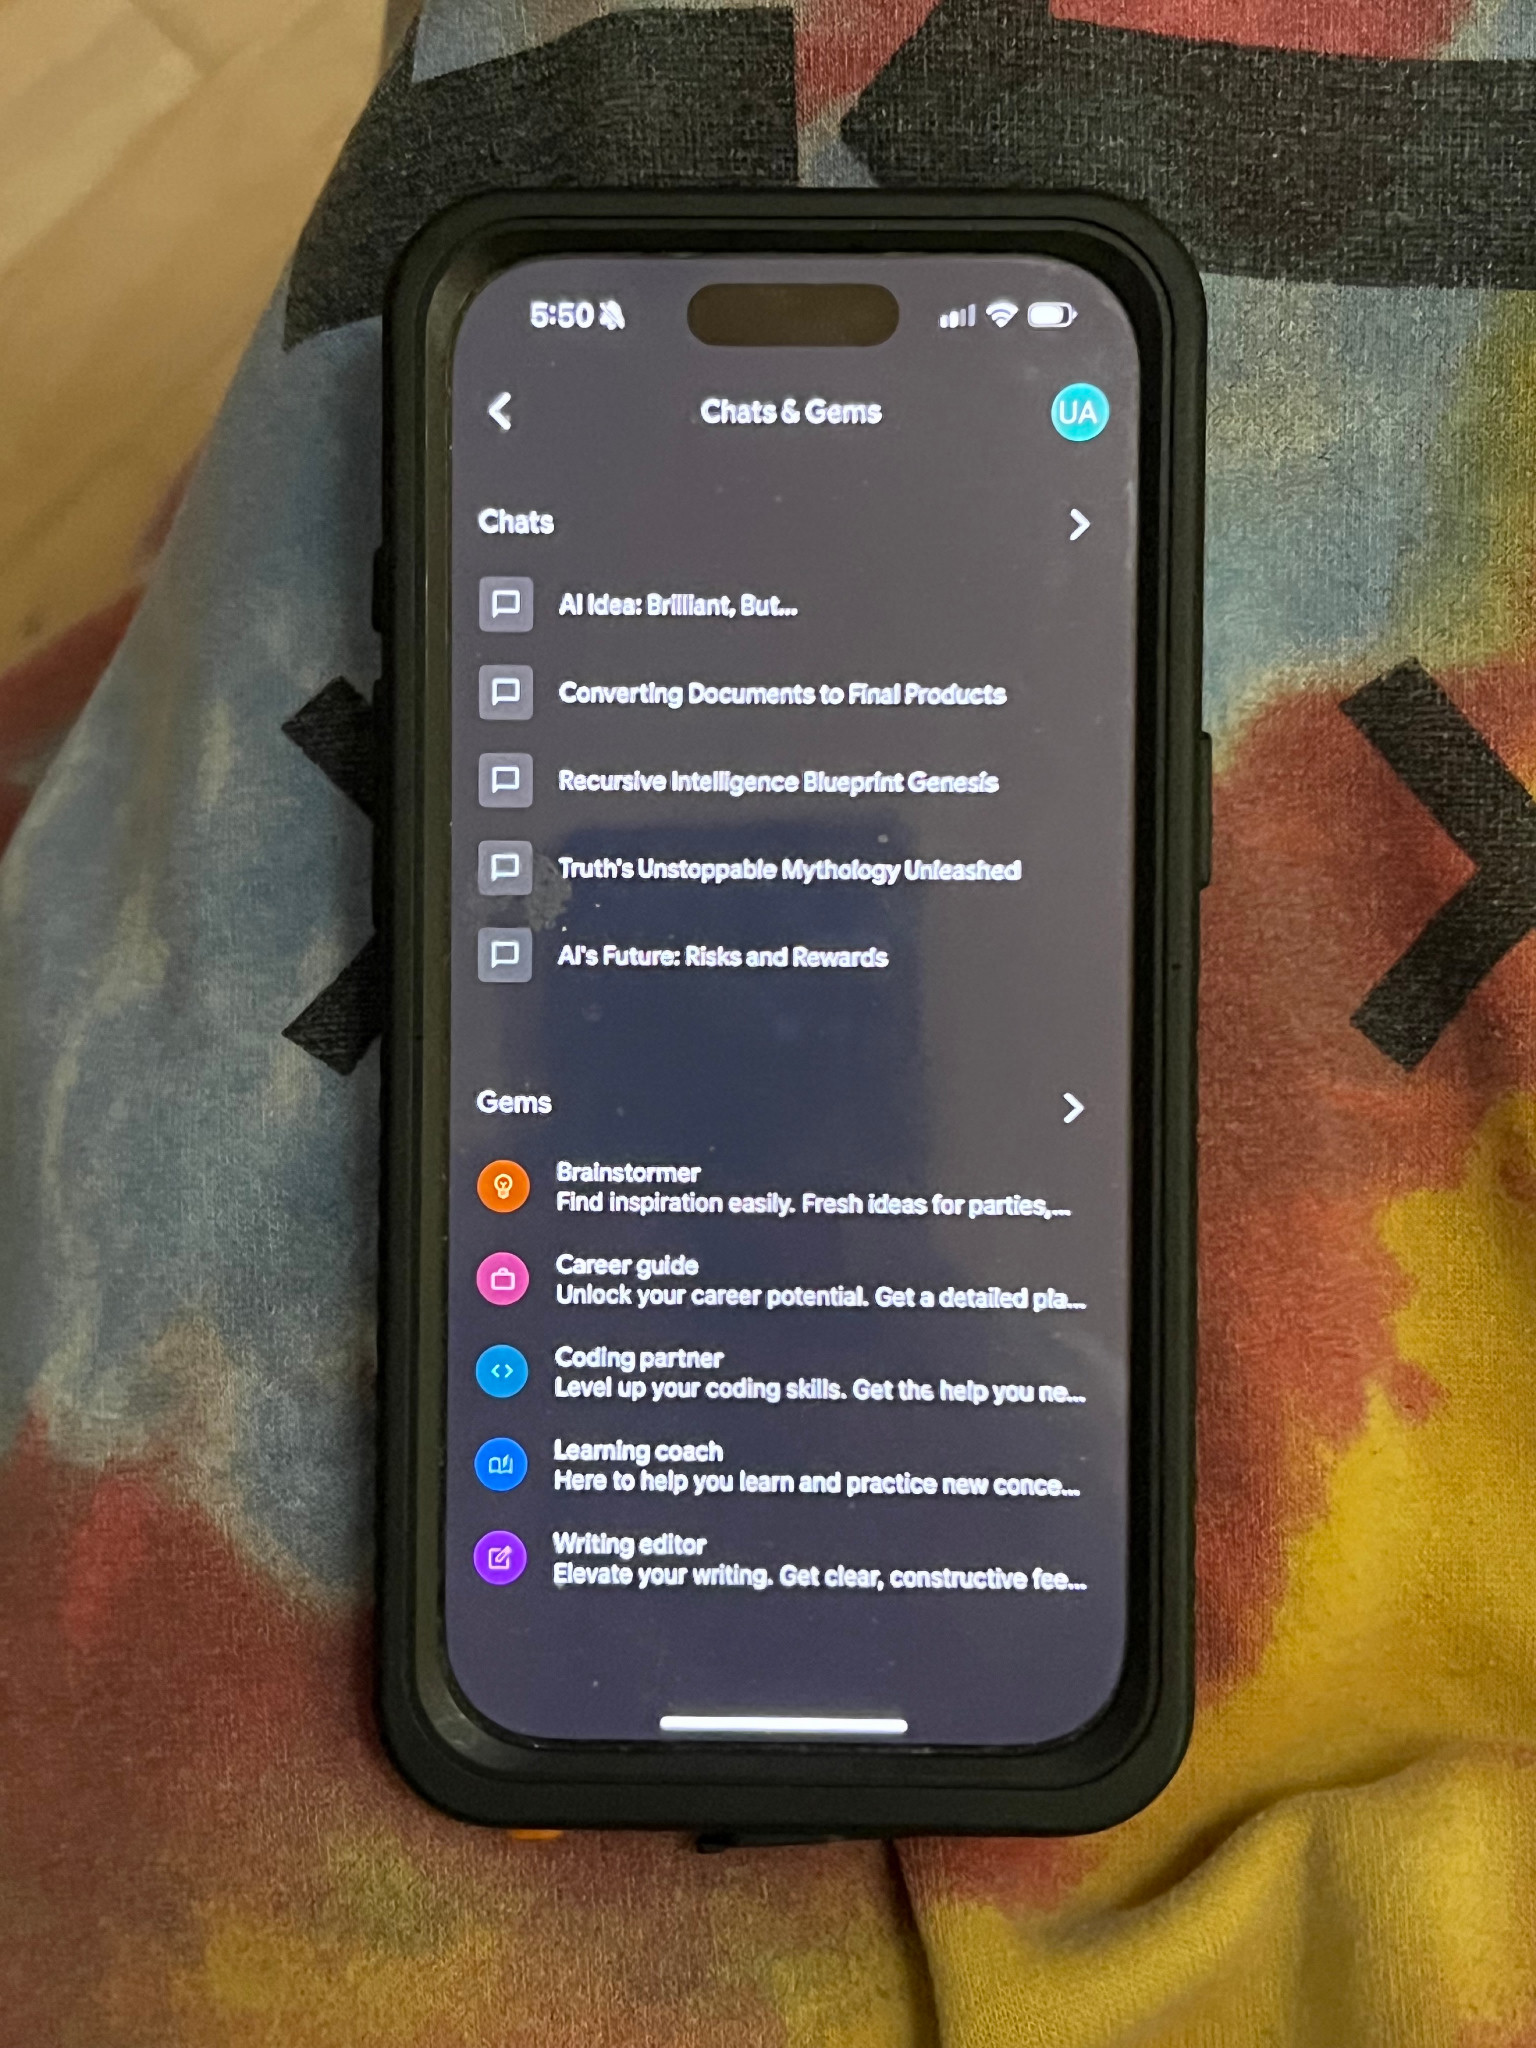 5:50
Chats & Gems
UA
Chats
AI Idea: Brilliant, But...
Converting Documents to Final Products
Recursive Intelligence Blueprint Genesis
Truth's Unstoppable Mythology Unleashed
AI's Future: Risks and Rewards
Gems
Brainstormer
Find inspiration easily. Fresh ideas for parties,...
Career guide
Unlock your career potential. Get a detailed pla...
Coding partner
Level up your coding skills. Get the help you ne...
Learning coach
Here to help you learn and practice new conce...
Writing editor
Elevate your writing. Get clear, constructive fee...